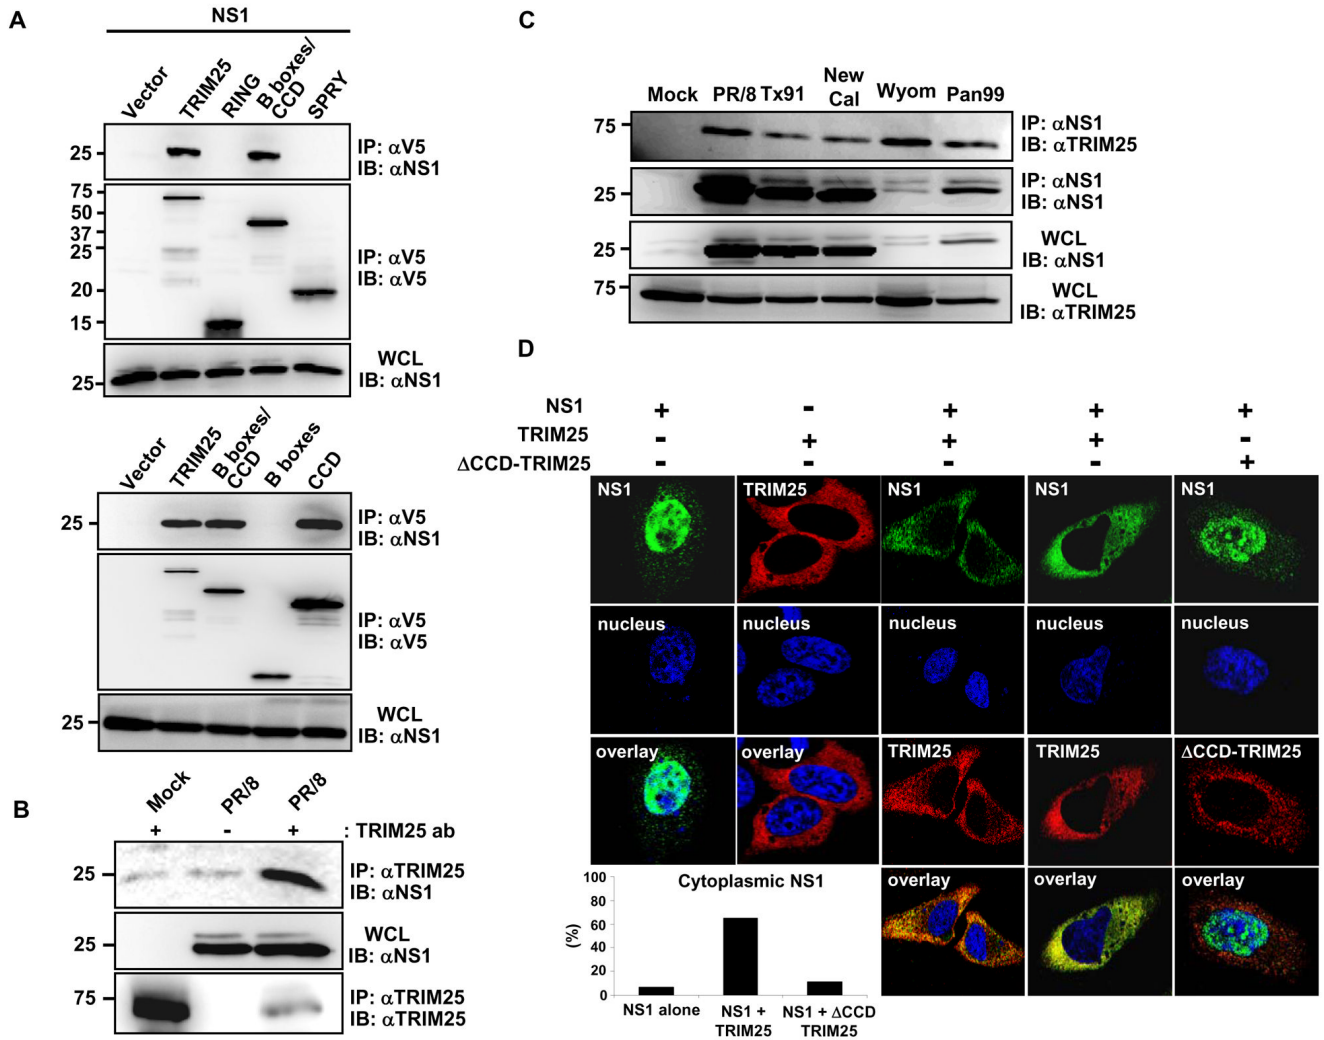 A
NS1
Vector
TRIM25
RING
B boxes/
CCD
SPRY
25
IP: αV5
IB: αNS1
75
50
37
25
20
15
IP: αV5
IB: αV5
25
WCL
IB: αNS1
Vector
TRIM25
B boxes/
CCD
B boxes
CCD
25
IP: αV5
IB: αNS1
IP: αV5
IB: αV5
25
WCL
IB: αNS1
B
Mock
PR/8
PR/8
+ - + : TRIM25 ab
25
IP: αTRIM25
IB: αNS1
25
WCL
IB: αNS1
75
IP: αTRIM25
IB: αTRIM25
C
Mock PR/8 Tx91 New Cal Wyom Pan99
75
IP: αNS1
IB: αTRIM25
25
IP: αNS1
IB: αNS1
25
WCL
IB: αNS1
75
WCL
IB: αTRIM25
D
NS1 + - + + +
TRIM25 - + + + -
ΔCCD-TRIM25 - - - - +
NS1 TRIM25 NS1 NS1 NS1
nucleus nucleus nucleus nucleus nucleus
overlay overlay TRIM25 TRIM25 ΔCCD-TRIM25
overlay overlay overlay
Cytoplasmic NS1
(%)
100
80
60
40
20
0
NS1 alone
NS1 +
TRIM25
NS1 + ΔCCD
TRIM25